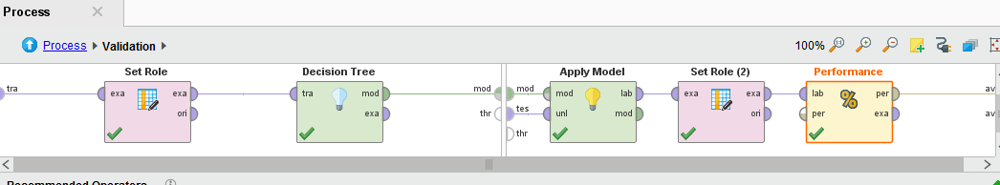 Process
Process Validation 100%
Set Role Decision Tree Apply Model Set Role (2) Performance
tra exa exa tra mod mod mod mod lab exa exa lab per av
ori exa thr tes unl mod ori per exa av
thr
Recommended Operators